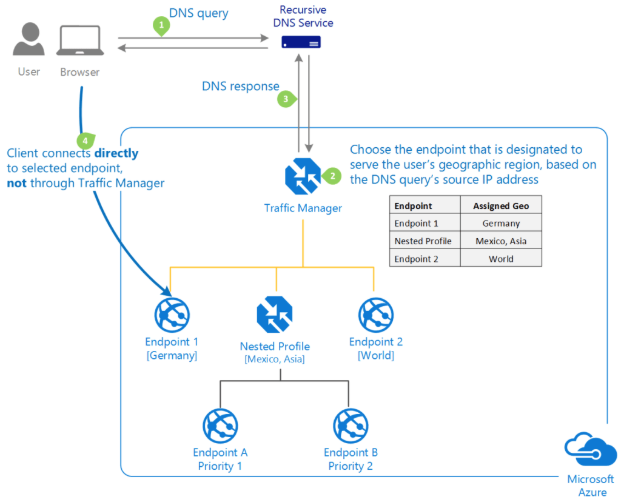 DNS query
1
Recursive
DNS Service
User
Browser
DNS response
3
4
Client connects directly
to selected endpoint,
not through Traffic Manager
Choose the endpoint that is designated to
serve the user's geographic region, based on
the DNS query's source IP address
2
Traffic Manager
Endpoint Assigned Geo
Endpoint 1 Germany
Nested Profile Mexico, Asia
Endpoint 2 World
Endpoint 1
[Germany]
Nested Profile
[Mexico, Asia]
Endpoint 2
[World]
Endpoint A
Priority 1
Endpoint B
Priority 2
Microsoft
Azure